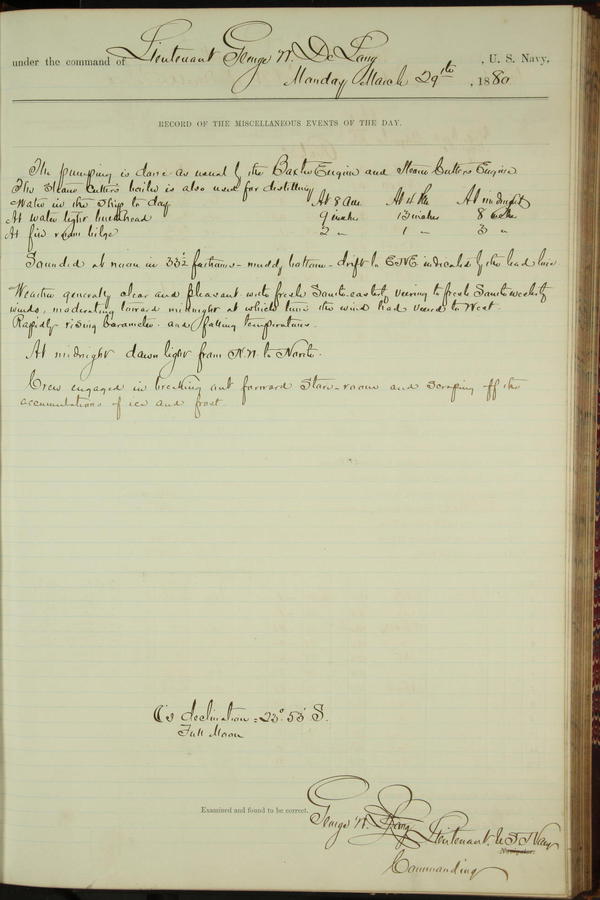 under the command of Lieutenant George W. De Long , U. S. Navy,
Monday March 29th , 1880
RECORD OF THE MISCELLANEOUS EVENTS OF THE DAY.
The pumping is done as usual by the Baxter Engine and Steam Cutters Engine
The Steam Cutters boiler is also used for distilling
Water in the Ship to day At 8 am At 4 Pm At midnight
At water tight bulkhead 9 inches 13 inches 8 inches
At fire room bilge 2 " 1 " 3 "
Sounded at noon in 33½ fathoms - muddy bottom - drift to ENE indicated by the lead line
Weather generally clear and pleasant with fresh South-easterly veering to fresh South westerly
winds, moderating toward midnight at which time the wind had veered to West.
Rapidly rising barometer and falling temperature.
At midnight dawn light from N.W. to North.
Crew engaged in breaking out forward store-room and scraping off the
accumulations of ice and frost.
☾'s declination = 23° 53' S.
Full Moon
Examined and found to be correct.
George W. De Long Lieutenant U S Navy
Navigator.
Commanding